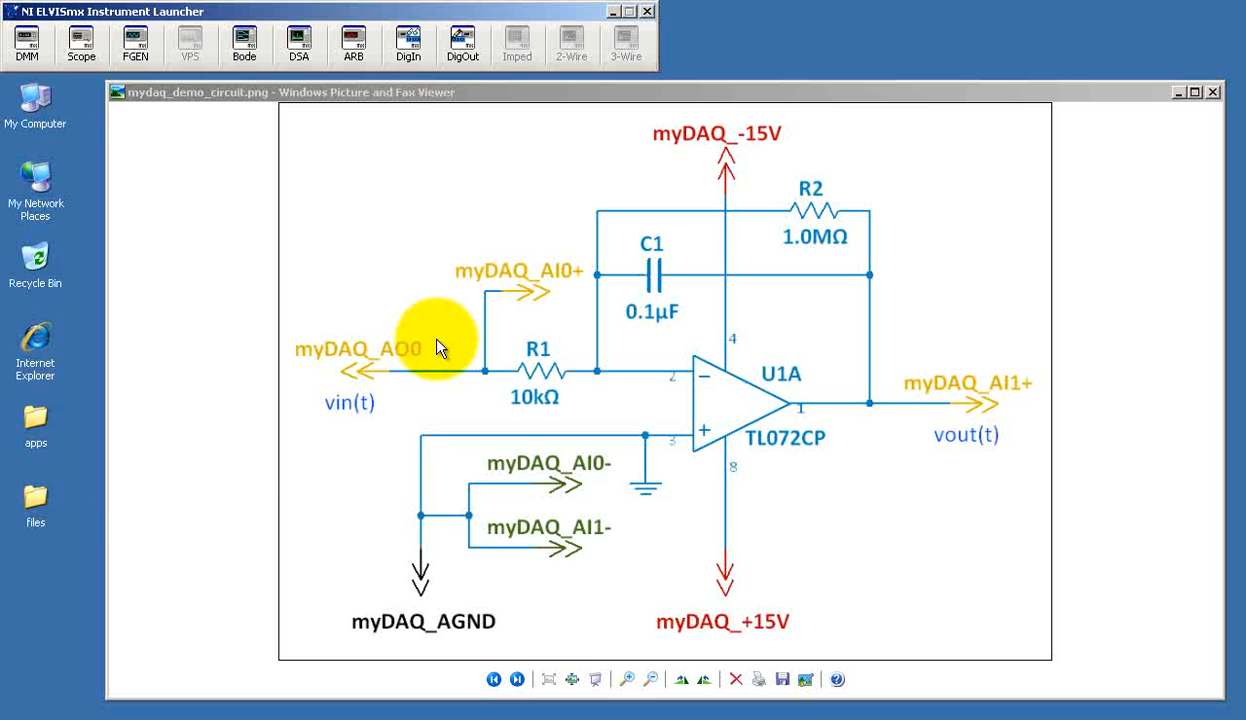 NI ELVISmx Instrument Launcher
DMM
Scope
FGEN
VPS
Bode
DSA
ARB
DigIn
DigOut
Imped
2-Wire
3-Wire
My Computer
My Network
Places
Recycle Bin
Internet
Explorer
apps
files
mydaq_demo_circuit.png - Windows Picture and Fax Viewer
myDAQ_-15V
R2
1.0MΩ
C1
0.1µF
myDAQ_AI0+
4
myDAQ_AO0
R1
10kΩ
vin(t)
2
U1A
myDAQ_AI1+
1
vout(t)
3
TL072CP
8
myDAQ_AI0-
myDAQ_AI1-
myDAQ_AGND
myDAQ_+15V